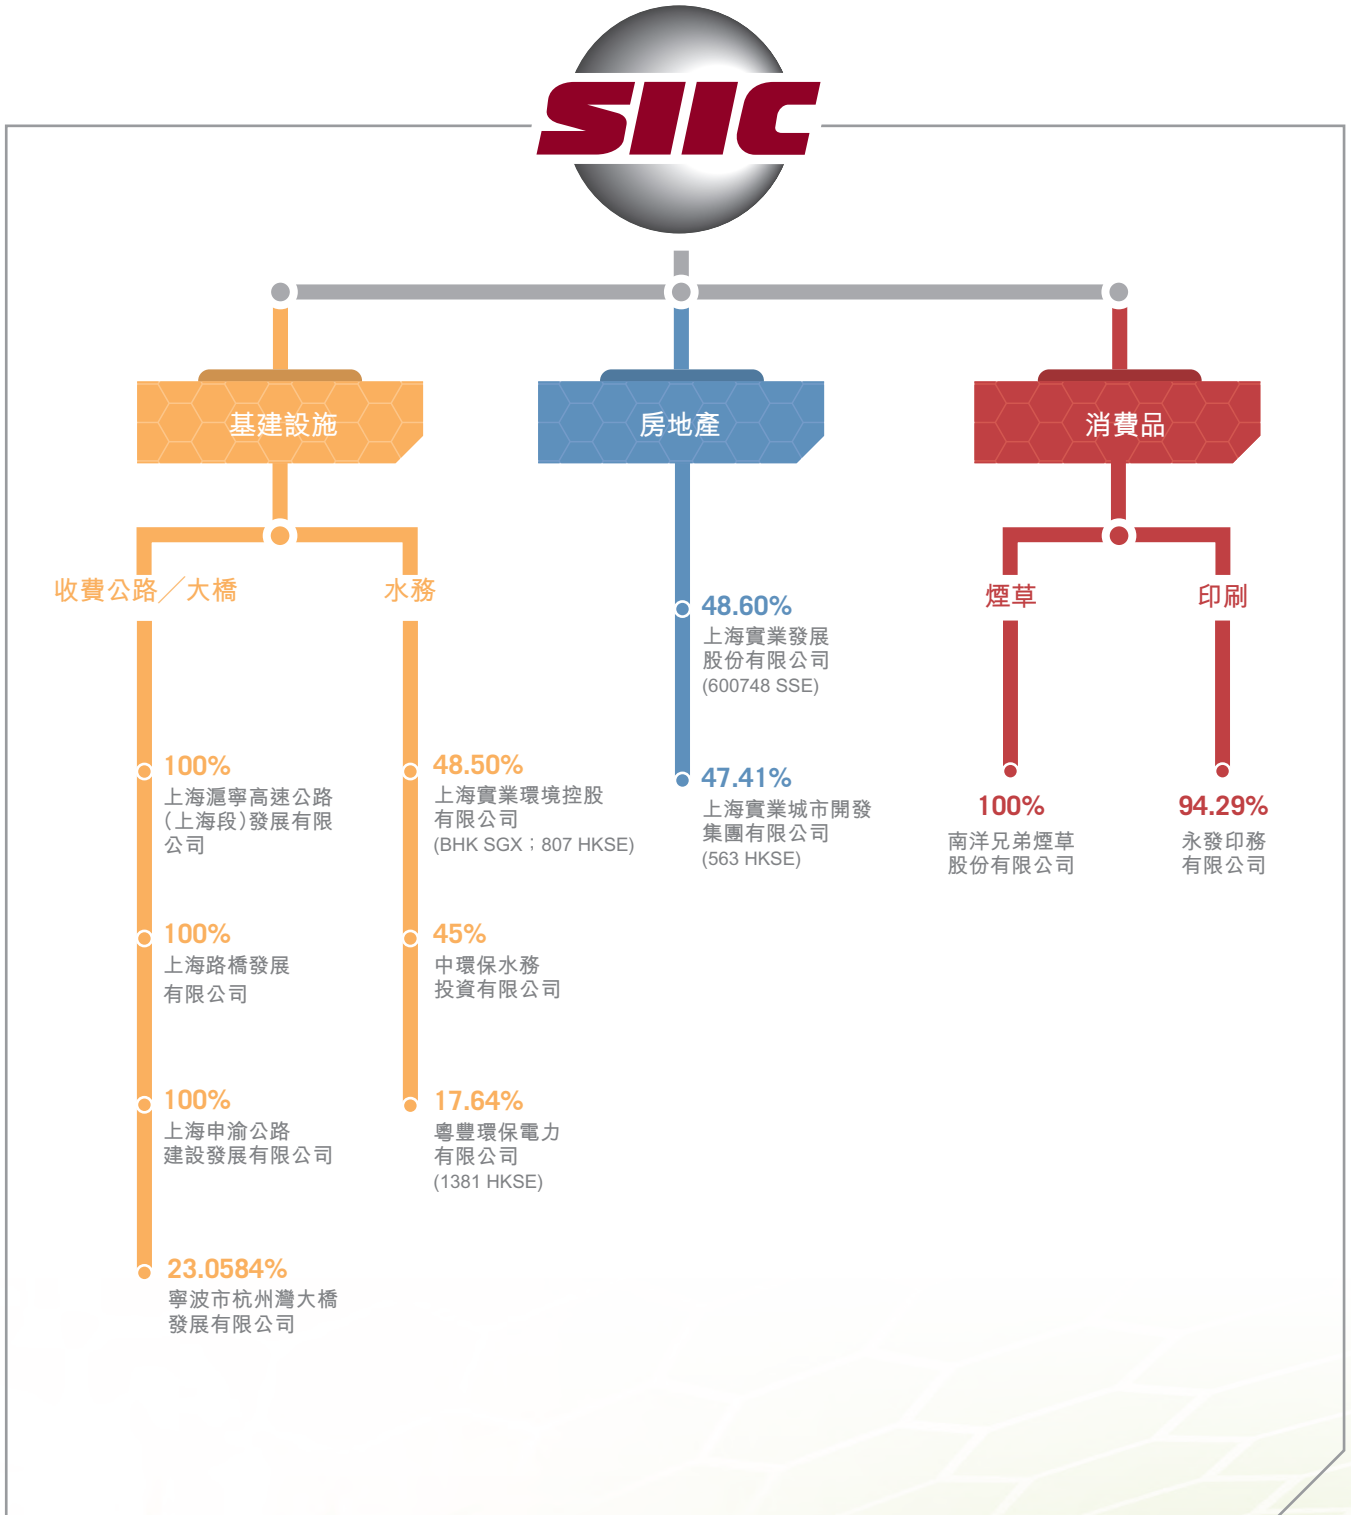 SIIC
基建設施
收費公路／大橋
100%
上海滬寧高速公路
(上海段)發展有限
公司
100%
上海路橋發展
有限公司
100%
上海申渝公路
建設發展有限公司
23.0584%
寧波市杭州灣大橋
發展有限公司
水務
48.50%
上海實業環境控股
有限公司
(BHK SGX；807 HKSE)
45%
中環保水務
投資有限公司
17.64%
粵豐環保電力
有限公司
(1381 HKSE)
房地產
48.60%
上海實業發展
股份有限公司
(600748 SSE)
47.41%
上海實業城市開發
集團有限公司
(563 HKSE)
消費品
煙草
100%
南洋兄弟煙草
股份有限公司
印刷
94.29%
永發印務
有限公司